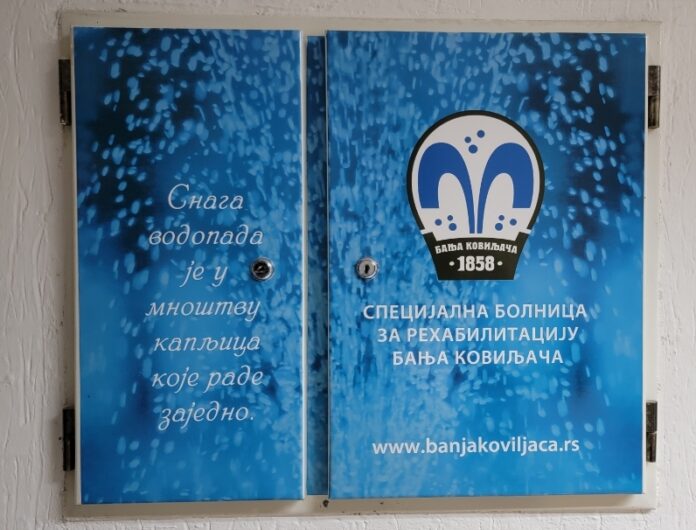 Снага
водопада
је у
мноштву
капљица
које раде
заједно.
БАЊА КОВИЉАЧА
· 1858 ·
СПЕЦИЈАЛНА БОЛНИЦА
ЗА РЕХАБИЛИТАЦИЈУ
БАЊА КОВИЉАЧА
www.banjakoviljaca.rs